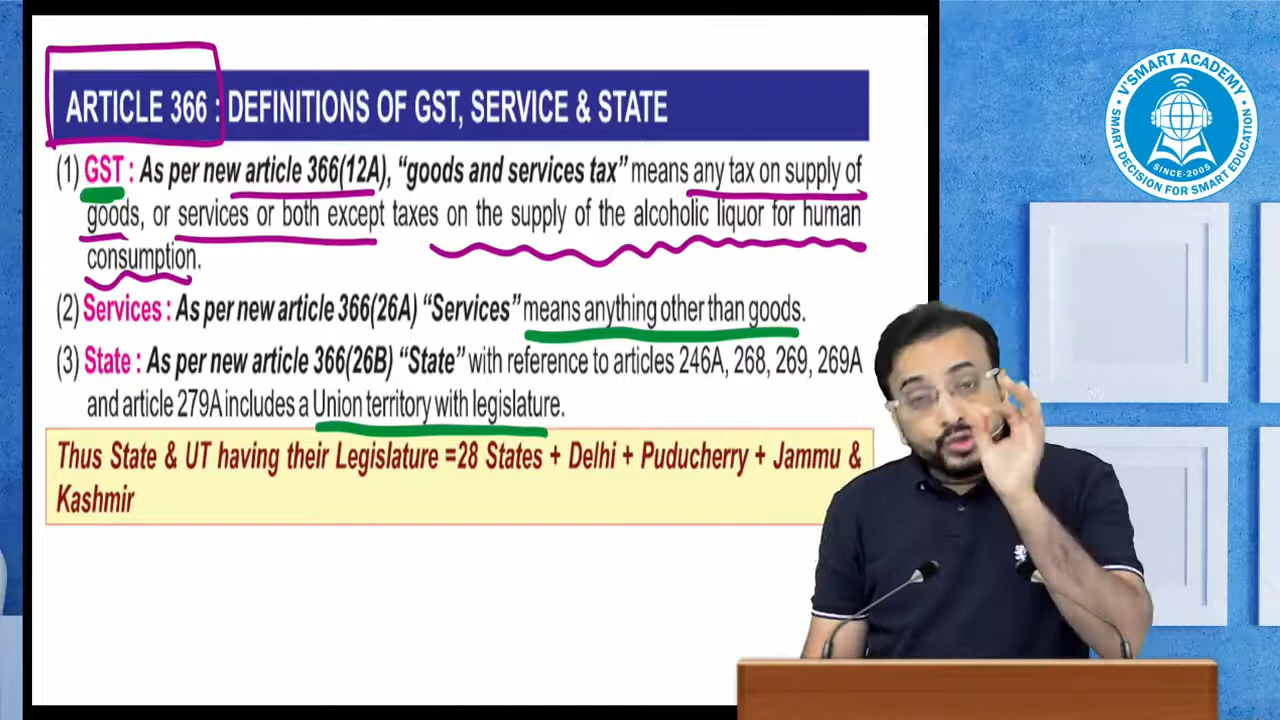 ARTICLE 366 : DEFINITIONS OF GST, SERVICE & STATE
(1) GST : As per new article 366(12A), “goods and services tax” means any tax on supply of
goods, or services or both except taxes on the supply of the alcoholic liquor for human
consumption.
(2) Services : As per new article 366(26A) “Services” means anything other than goods.
(3) State : As per new article 366(26B) “State” with reference to articles 246A, 268, 269, 269A
and article 279A includes a Union territory with legislature.
Thus State & UT having their Legislature =28 States + Delhi + Puducherry + Jammu &
Kashmir
V'SMART ACADEMY
SINCE-2005
SMART DECISION FOR SMART EDUCATION